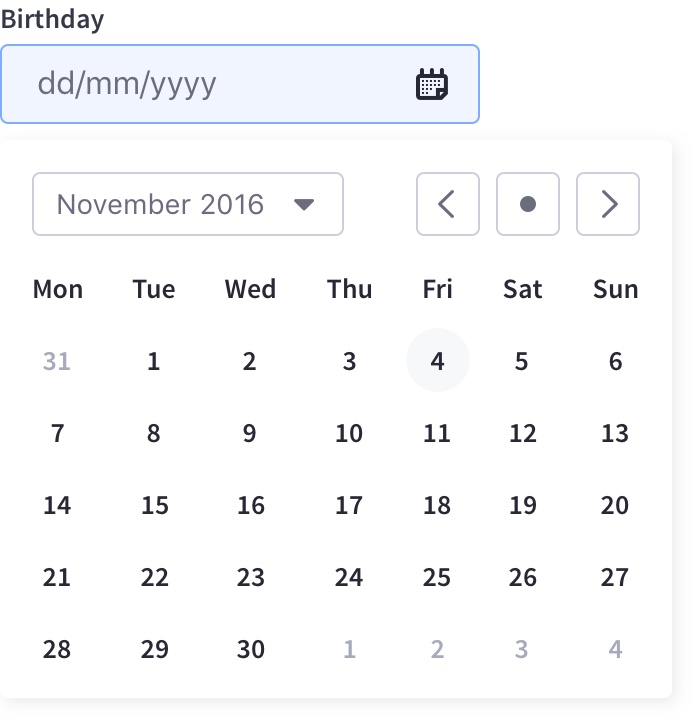 Birthday
dd/mm/yyyy
November 2016
Mon Tue Wed Thu Fri Sat Sun
31 1 2 3 4 5 6
7 8 9 10 11 12 13
14 15 16 17 18 19 20
21 22 23 24 25 26 27
28 29 30 1 2 3 4